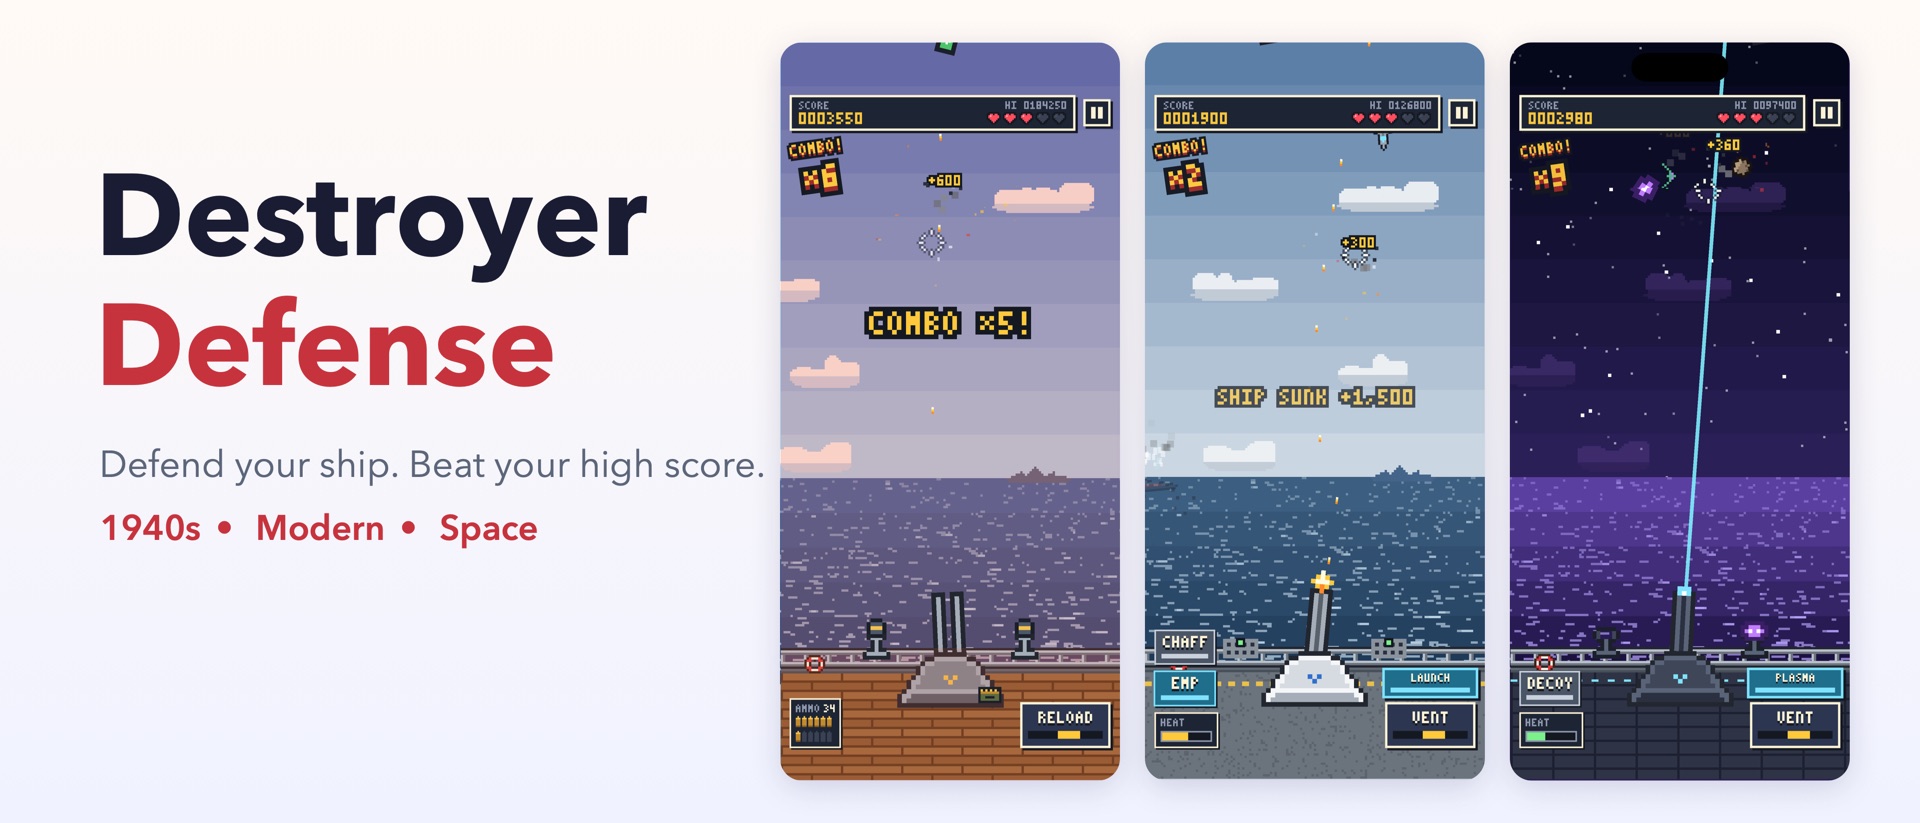 Destroyer
Defense
Defend your ship. Beat your high score.
1940s • Modern • Space
SCORE
HI 0184250
0003550
COMBO!
x6
+600
COMBO x5!
AMMO 34
RELOAD
SCORE
HI 0126800
0001900
COMBO!
x2
+300
SHIP SUNK +1,500
CHAFF
EMP
LAUNCH
HEAT
VENT
SCORE
HI 0097400
0002980
COMBO!
x9
+360
DECOY
PLASMA
HEAT
VENT